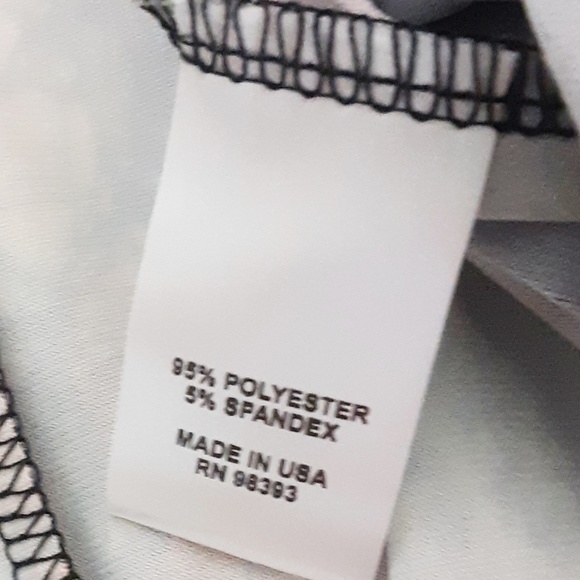 95% POLYESTER
5% SPANDEX
MADE IN USA
RN 98393